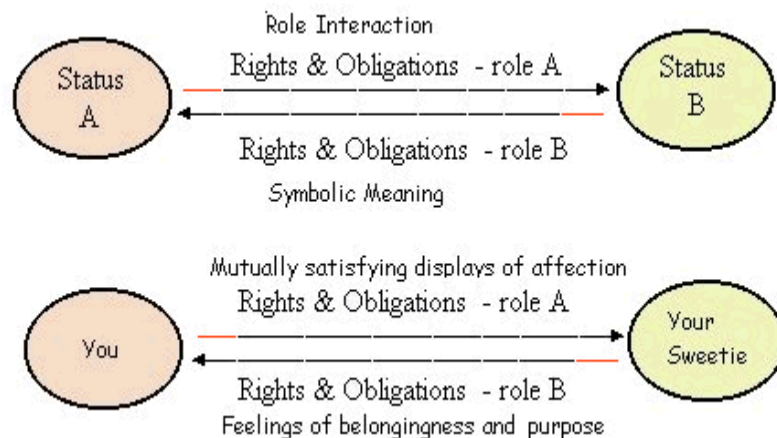 Role Interaction
Status
A
Rights & Obligations - role A
Status
B
Rights & Obligations - role B
Symbolic Meaning
Mutually satisfying displays of affection
You
Rights & Obligations - role A
Your
Sweetie
Rights & Obligations - role B
Feelings of belongingness and purpose